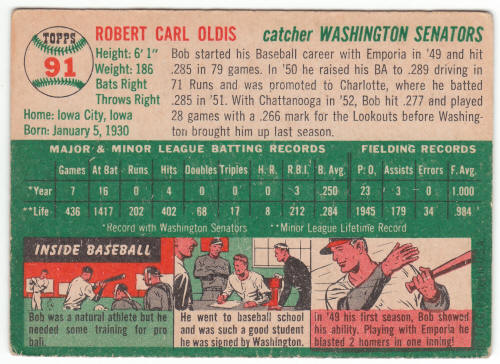 TOPPS
91
ROBERT CARL OLDIS
catcher WASHINGTON SENATORS
Height: 6' 1"
Weight: 186
Bats Right
Throws Right
Home: Iowa City, Iowa
Born: January 5, 1930
Bob started his Baseball career with Emporia in '49 and hit
.285 in 79 games. In '50 he raised his BA to .289 driving in
71 Runs and was promoted to Charlotte, where he batted
.285 in '51. With Chattanooga in '52, Bob hit .277 and played
28 games with a .266 mark for the Lookouts before Washing-
ton brought him up last season.
MAJOR & MINOR LEAGUE BATTING RECORDS FIELDING RECORDS
Games At Bat Runs Hits Doubles Triples H. R. R.B.I. B. Avg. P. O. Assists Errors F. Avg.
*Year 7 16 0 4 0 0 0 3 .250 23 3 0 1.000
**Life 436 1417 202 402 68 17 8 212 .284 1945 179 34 .984
*Record with Washington Senators **Minor League Lifetime Record
INSIDE BASEBALL
Bob was a natural athlete but he
needed some training for pro
ball.
He went to baseball
school and was
and was such a good student
he was signed by Washington.
In '49 his first season, Bob showed
his ability. Playing with Emporia he
blasted 2 homers in one inning!